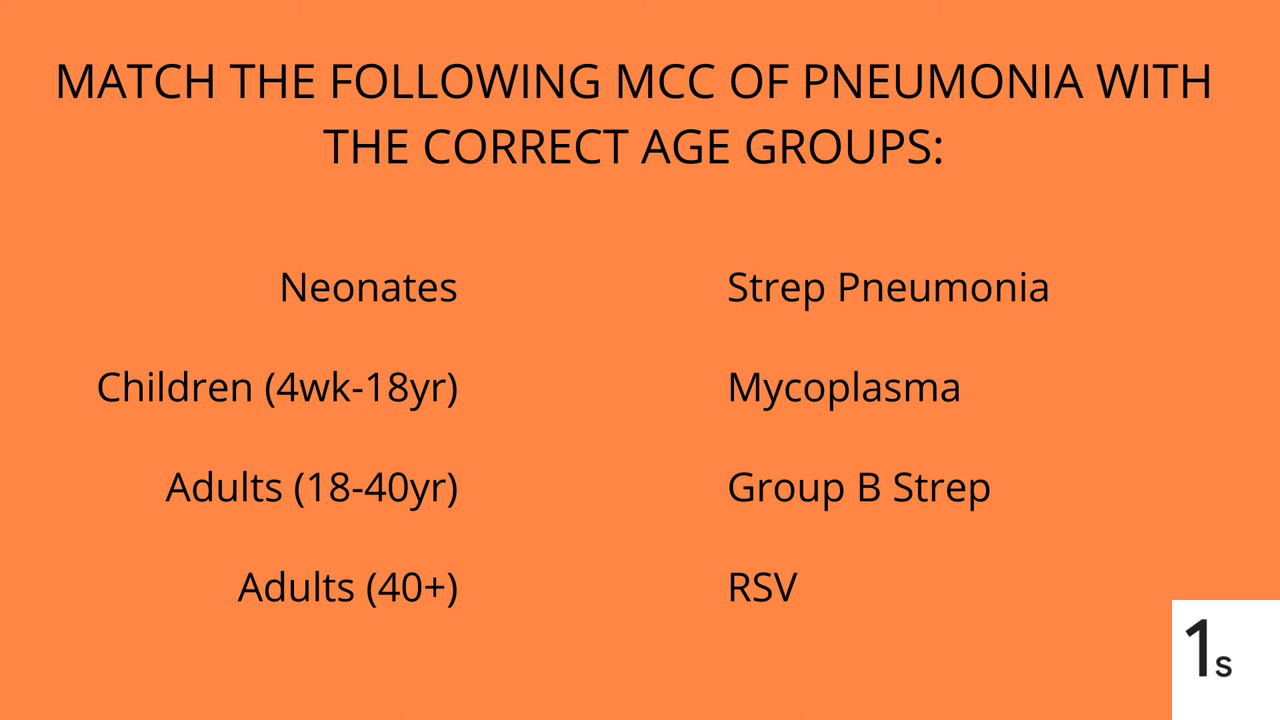 MATCH THE FOLLOWING MCC OF PNEUMONIA WITH
THE CORRECT AGE GROUPS:
Neonates
Strep Pneumonia
Children (4wk-18yr)
Mycoplasma
Adults (18-40yr)
Group B Strep
Adults (40+)
RSV
1s